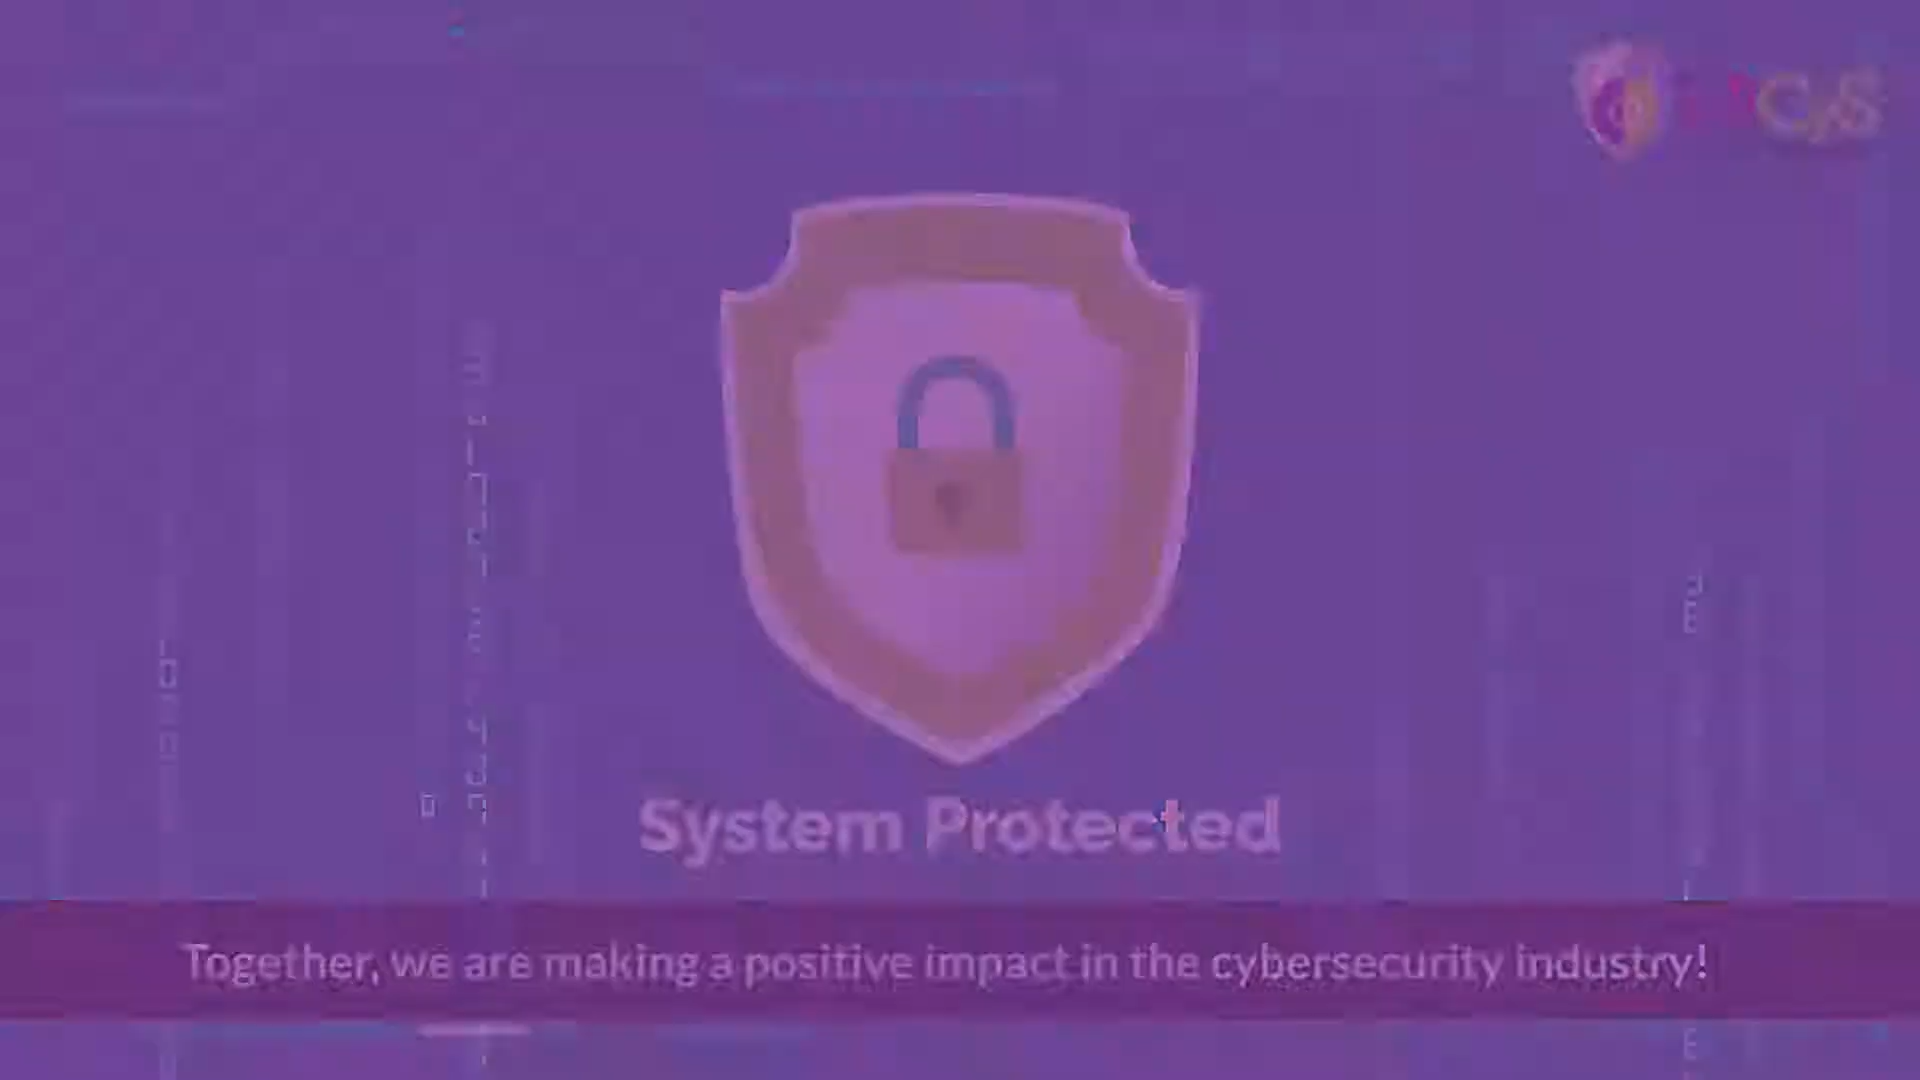 System Protected
Together, we are making a positive impact in the cybersecurity industry!